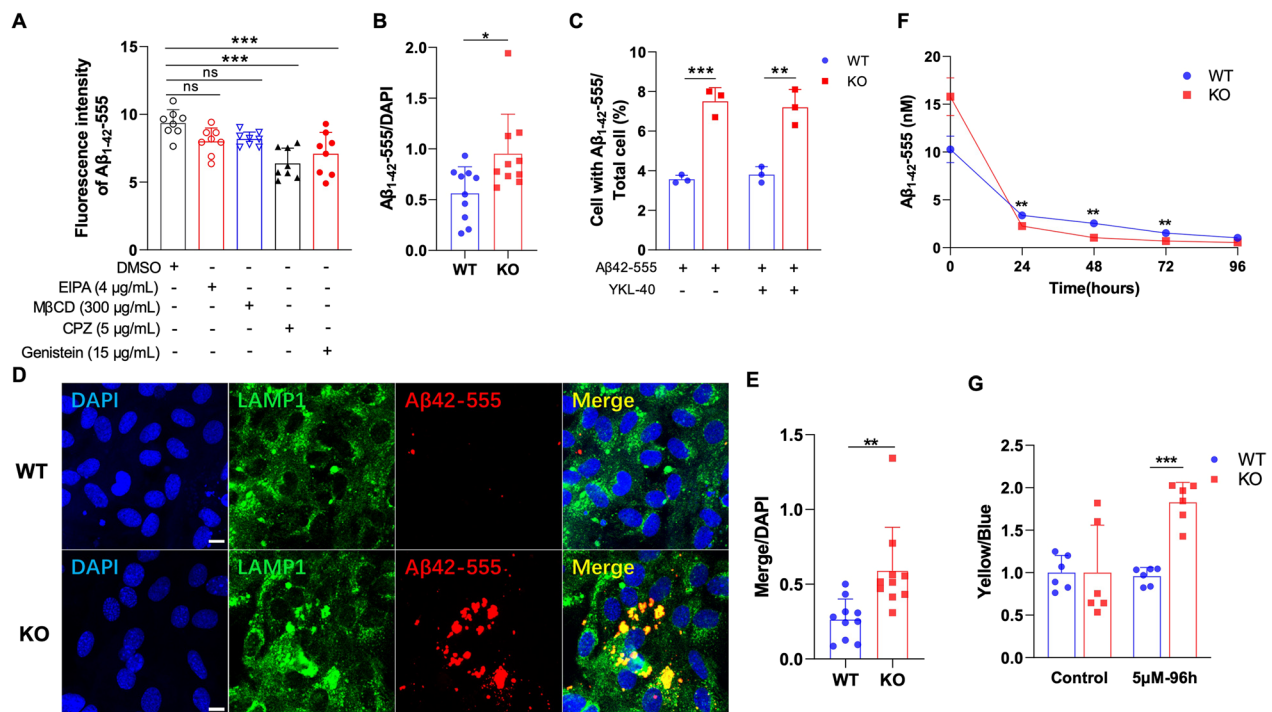 A
Fluorescence intensity
of Aβ1-42-555
15
10
5
0
***
***
ns
ns
DMSO + - - - -
EIPA (4 µg/mL) - + - - -
MβCD (300 µg/mL) - - + - -
CPZ (5 µg/mL) - - - + -
Genistein (15 µg/mL) - - - - +
B
Aβ1-42-555/DAPI
2.0
1.5
1.0
0.5
0.0
*
WT KO
C
Cell with Aβ1-42-555/
Total cell (%)
10
8
6
4
2
0
*** **
WT
KO
Aβ42-555 + + + +
YKL-40 - - + +
F
Aβ1-42-555 (nM)
20
15
10
5
0
** ** **
WT
KO
0 24 48 72 96
Time(hours)
D
DAPI LAMP1 Aβ42-555 Merge
WT
DAPI LAMP1 Aβ42-555 Merge
KO
E
Merge/DAPI
1.5
1.0
0.5
0.0
**
WT KO
G
Yellow/Blue
2.5
2.0
1.5
1.0
0.5
0.0
***
WT
KO
Control 5µM-96h